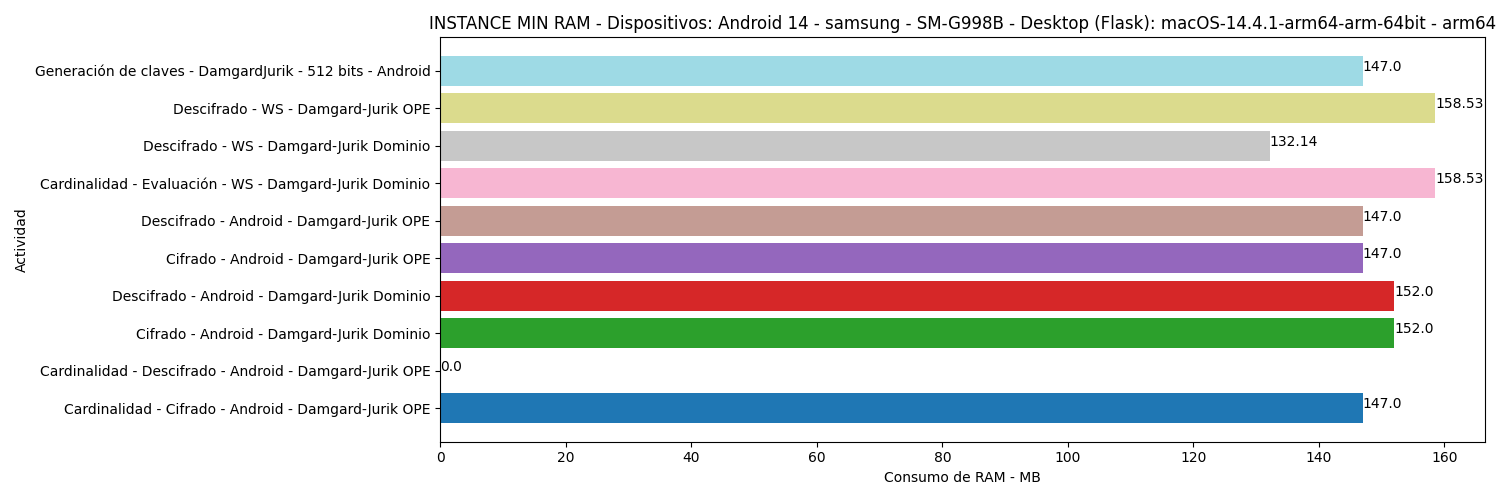 INSTANCE MIN RAM - Dispositivos: Android 14 - samsung - SM-G998B - Desktop (Flask): macOS-14.4.1-arm64-arm-64bit - arm64
Generación de claves - DamgardJurik - 512 bits - Android
147.0
Descifrado - WS - Damgard-Jurik OPE
158.53
Descifrado - WS - Damgard-Jurik Dominio
132.14
Cardinalidad - Evaluación - WS - Damgard-Jurik Dominio
158.53
Descifrado - Android - Damgard-Jurik OPE
147.0
Cifrado - Android - Damgard-Jurik OPE
147.0
Descifrado - Android - Damgard-Jurik Dominio
152.0
Cifrado - Android - Damgard-Jurik Dominio
152.0
Cardinalidad - Descifrado - Android - Damgard-Jurik OPE
0.0
Cardinalidad - Cifrado - Android - Damgard-Jurik OPE
147.0
Actividad
0 20 40 60 80 100 120 140 160
Consumo de RAM - MB